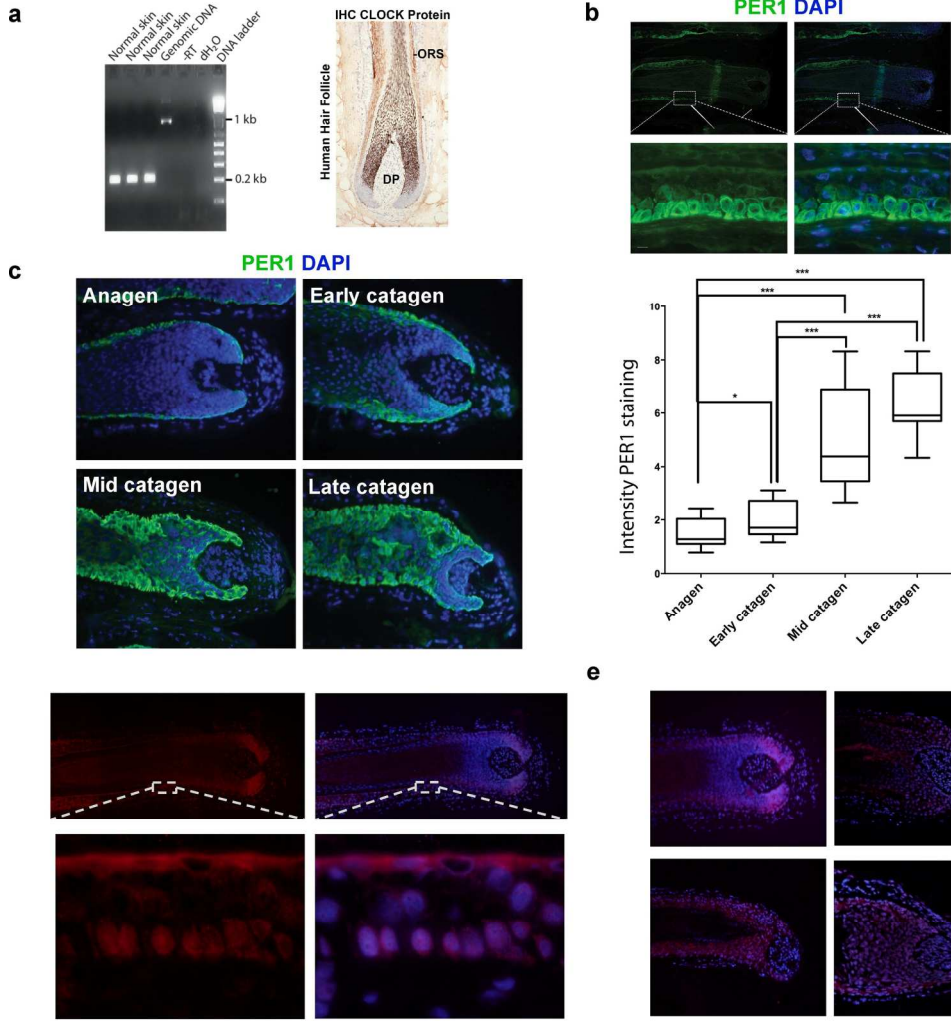 a
Normal skin
Normal skin
Normal skin
Genomic DNA
-RT
dH2O
DNA ladder
1 kb
0.2 kb
IHC CLOCK Protein
Human Hair Follicle
-ORS
DP
b
PER1 DAPI
c
PER1 DAPI
Anagen
Early catagen
Mid catagen
Late catagen
Intensity PER1 staining
10
8
6
4
2
0
***
***
***
***
*
Anagen
Early catagen
Mid catagen
Late catagen
e